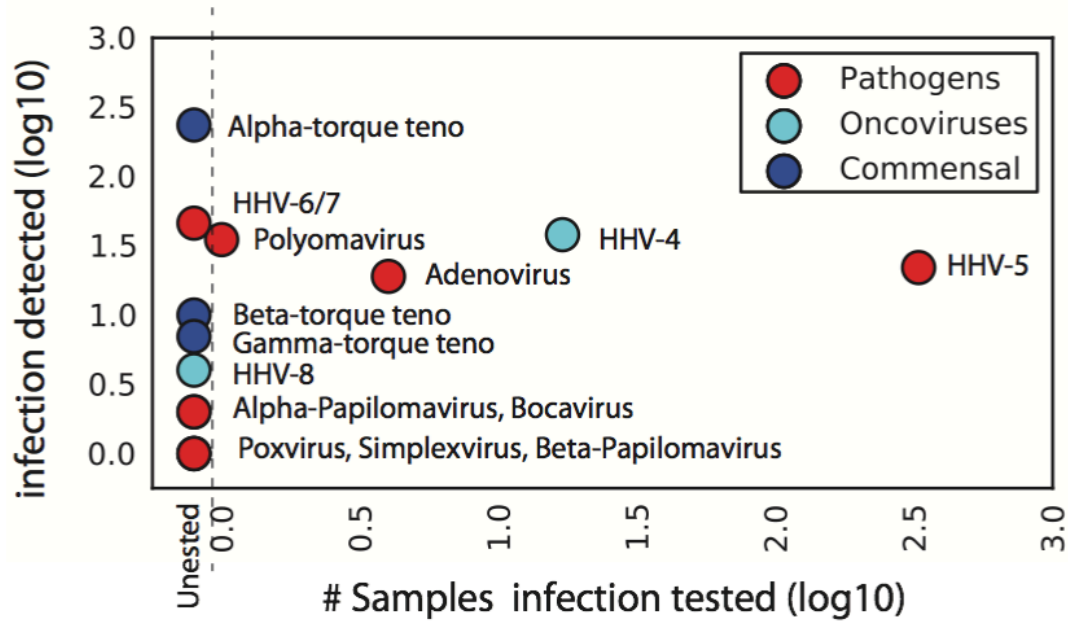 infection detected (log10)
3.0
2.5
2.0
1.5
1.0
0.5
0.0
Pathogens
Oncoviruses
Commensal
Alpha-torque teno
HHV-6/7
Polyomavirus
HHV-4
HHV-5
Adenovirus
Beta-torque teno
Gamma-torque teno
HHV-8
Alpha-Papilomavirus, Bocavirus
Poxvirus, Simplexvirus, Beta-Papilomavirus
Unested
0.0
0.5
1.0
1.5
2.0
2.5
3.0
# Samples infection tested (log10)